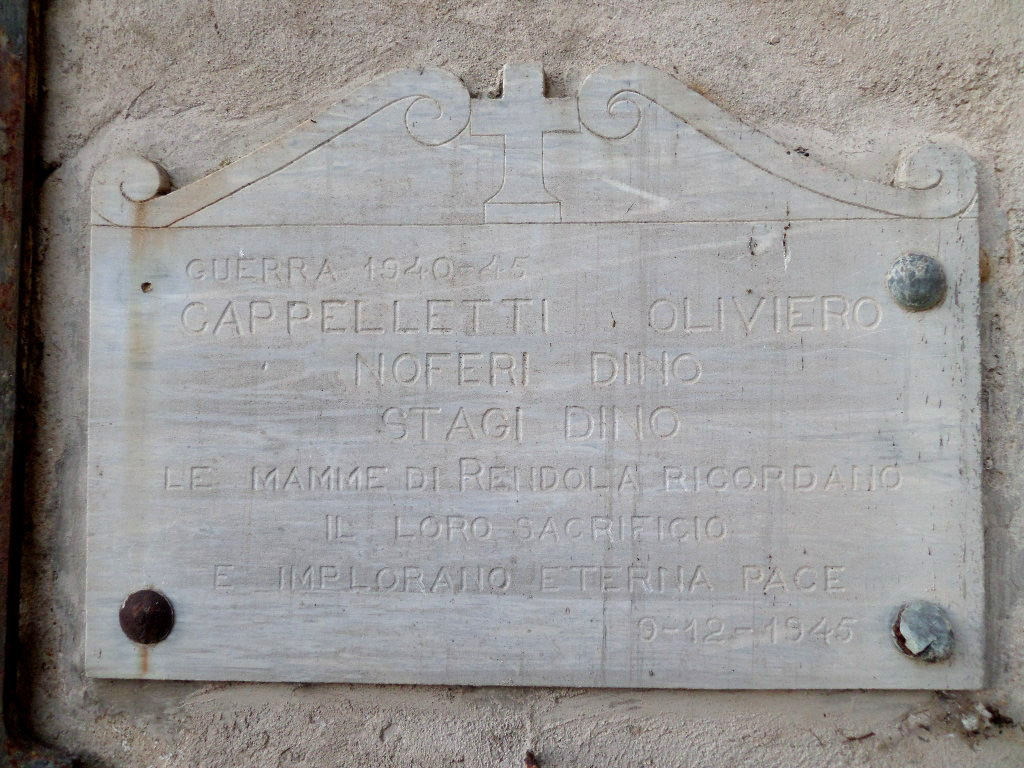 GUERRA 1940-45
CAPPELLETTI OLIVIERO
NOFERI DINO
STAGI DINO
LE MAMME DI RENDOLA RICORDANO
IL LORO SACRIFICIO
E IMPLORANO ETERNA PACE
9-12-1945